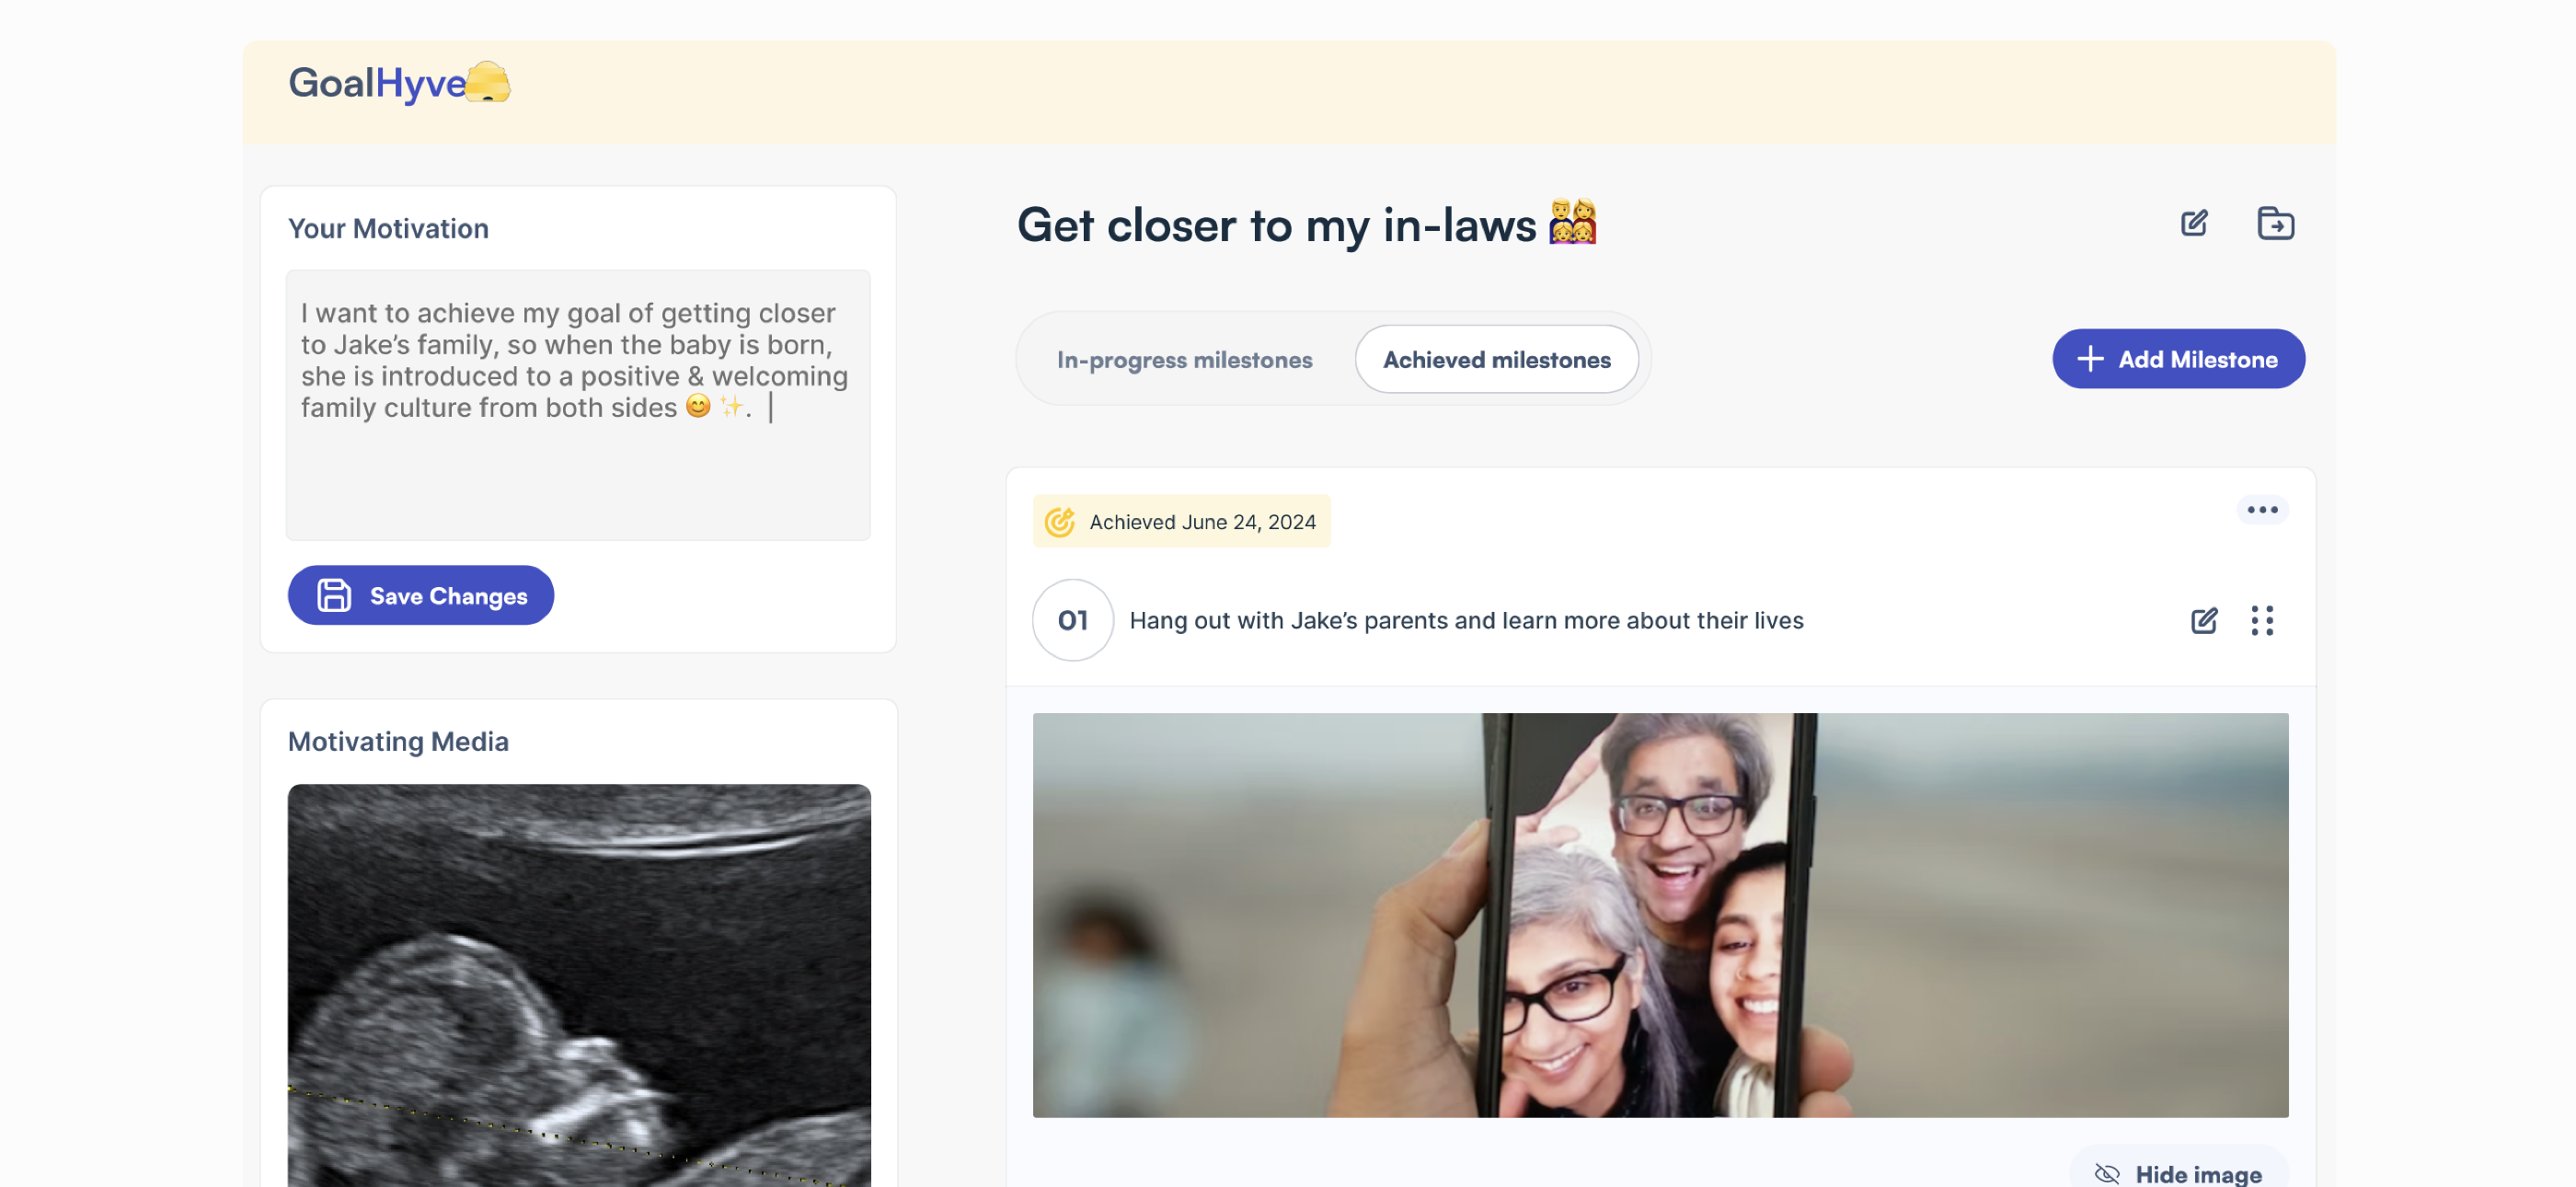 GoalHyve
Your Motivation
I want to achieve my goal of getting closer
to Jake’s family, so when the baby is born,
she is introduced to a positive & welcoming
family culture from both sides 😊 ✨.
Save Changes
Motivating Media
Get closer to my in-laws 👨‍👩‍👧‍👧
In-progress milestones
Achieved milestones
Add Milestone
Achieved June 24, 2024
01
Hang out with Jake’s parents and learn more about their lives
Hide image